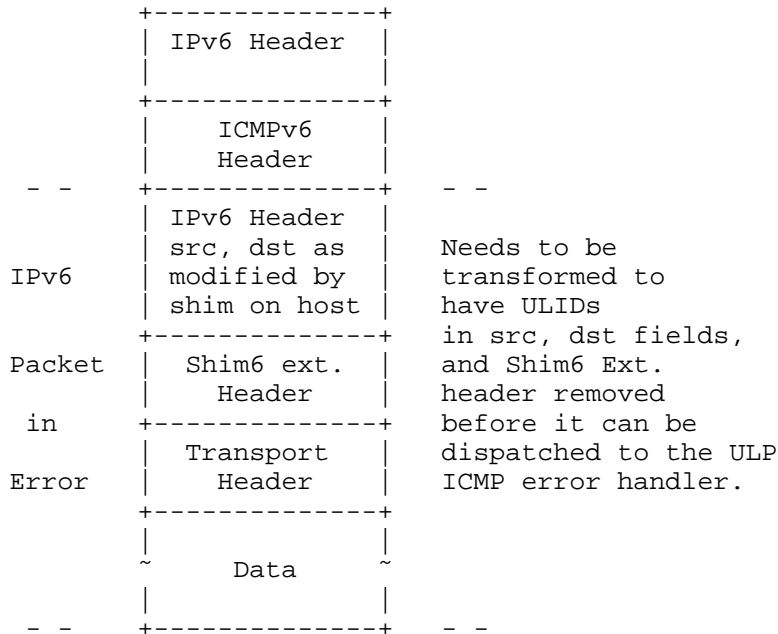 +--------------+
| IPv6 Header |
| |
+--------------+
| ICMPv6 |
| Header |
- - +--------------+ - -
| IPv6 Header |
| src, dst as | Needs to be
IPv6 | modified by | transformed to
| shim on host | have ULIDs
+--------------+ in src, dst fields,
Packet | Shim6 ext. | and Shim6 Ext.
| Header | header removed
in +--------------+ before it can be
| Transport | dispatched to the ULP
Error | Header | ICMP error handler.
+--------------+
| |
~ Data ~
| |
- - +--------------+ - -